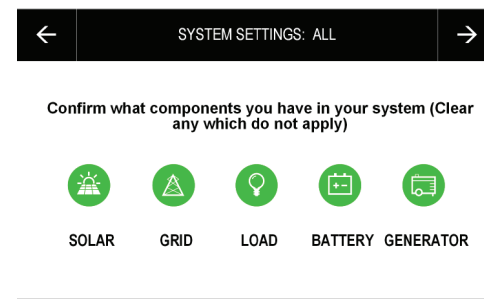 SYSTEM SETTINGS: ALL
Confirm what components you have in your system (Clear
any which do not apply)
SOLAR GRID LOAD BATTERY GENERATOR